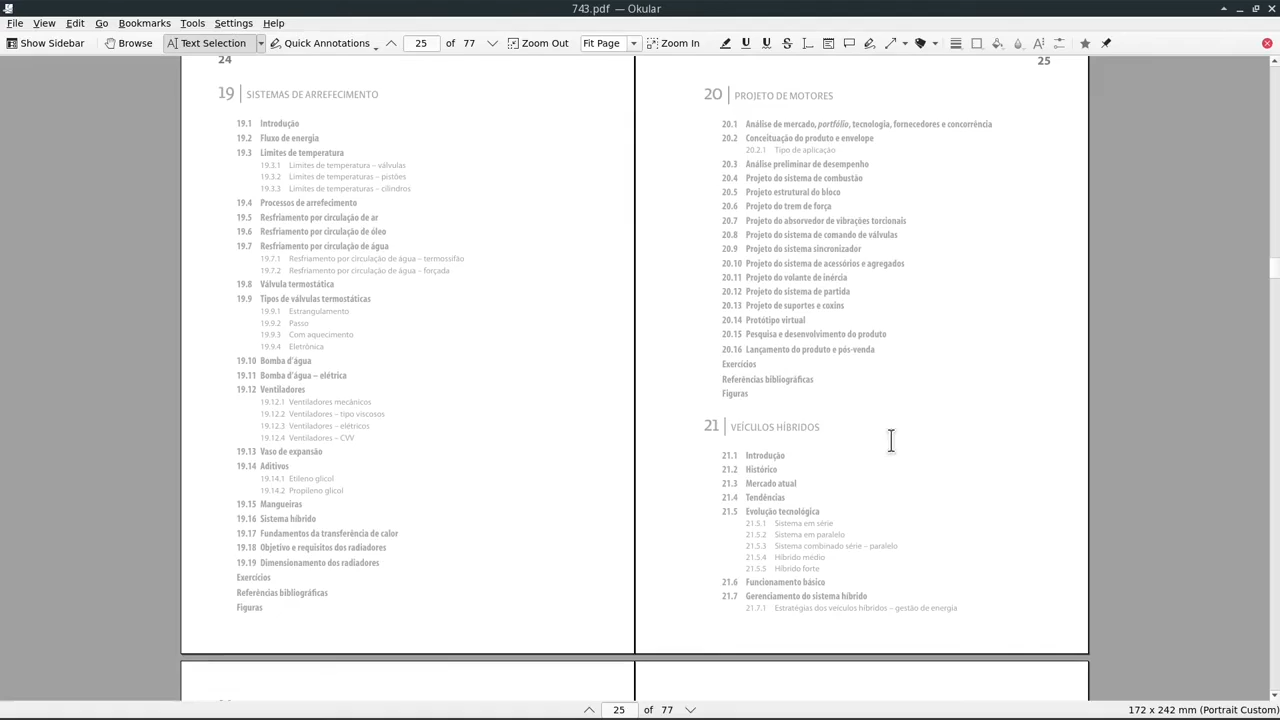 743.pdf — Okular
File View Edit Go Bookmarks Tools Settings Help
Show Sidebar Browse Text Selection Quick Annotations 25 of 77 Zoom Out Fit Page Zoom In
24
19 SISTEMAS DE ARREFECIMENTO
19.1 Introdução
19.2 Fluxo de energia
19.3 Limites de temperatura
19.3.1 Limites de temperatura – válvulas
19.3.2 Limites de temperaturas – pistões
19.3.3 Limites de temperaturas – cilindros
19.4 Processos de arrefecimento
19.5 Resfriamento por circulação de ar
19.6 Resfriamento por circulação de óleo
19.7 Resfriamento por circulação de água
19.7.1 Resfriamento por circulação de água – termossifão
19.7.2 Resfriamento por circulação de água – forçada
19.8 Válvula termostática
19.9 Tipos de válvulas termostáticas
19.9.1 Estrangulamento
19.9.2 Passo
19.9.3 Com aquecimento
19.9.4 Eletrônica
19.10 Bomba d'água
19.11 Bomba d'água – elétrica
19.12 Ventiladores
19.12.1 Ventiladores mecânicos
19.12.2 Ventiladores – tipo viscosos
19.12.3 Ventiladores – elétricos
19.12.4 Ventiladores – CVV
19.13 Vaso de expansão
19.14 Aditivos
19.14.1 Etileno glicol
19.14.2 Propileno glicol
19.15 Mangueiras
19.16 Sistema híbrido
19.17 Fundamentos da transferência de calor
19.18 Objetivo e requisitos dos radiadores
19.19 Dimensionamento dos radiadores
Exercícios
Referências bibliográficas
Figuras
25
20 PROJETO DE MOTORES
20.1 Análise de mercado, portfólio, tecnologia, fornecedores e concorrência
20.2 Conceituação do produto e envelope
20.2.1 Tipo de aplicação
20.3 Análise preliminar de desempenho
20.4 Projeto do sistema de combustão
20.5 Projeto estrutural do bloco
20.6 Projeto do trem de força
20.7 Projeto do absorvedor de vibrações torcionais
20.8 Projeto do sistema de comando de válvulas
20.9 Projeto do sistema sincronizador
20.10 Projeto do sistema de acessórios e agregados
20.11 Projeto do volante de inércia
20.12 Projeto do sistema de partida
20.13 Projeto de suportes e coxins
20.14 Protótipo virtual
20.15 Pesquisa e desenvolvimento do produto
20.16 Lançamento do produto e pós-venda
Exercícios
Referências bibliográficas
Figuras
21 VEÍCULOS HÍBRIDOS
21.1 Introdução
21.2 Histórico
21.3 Mercado atual
21.4 Tendências
21.5 Evolução tecnológica
21.5.1 Sistema em série
21.5.2 Sistema em paralelo
21.5.3 Sistema combinado série – paralelo
21.5.4 Híbrido médio
21.5.5 Híbrido forte
21.6 Funcionamento básico
21.7 Gerenciamento do sistema híbrido
21.7.1 Estratégias dos veículos híbridos – gestão de energia
25 of 77
172 x 242 mm (Portrait Custom)